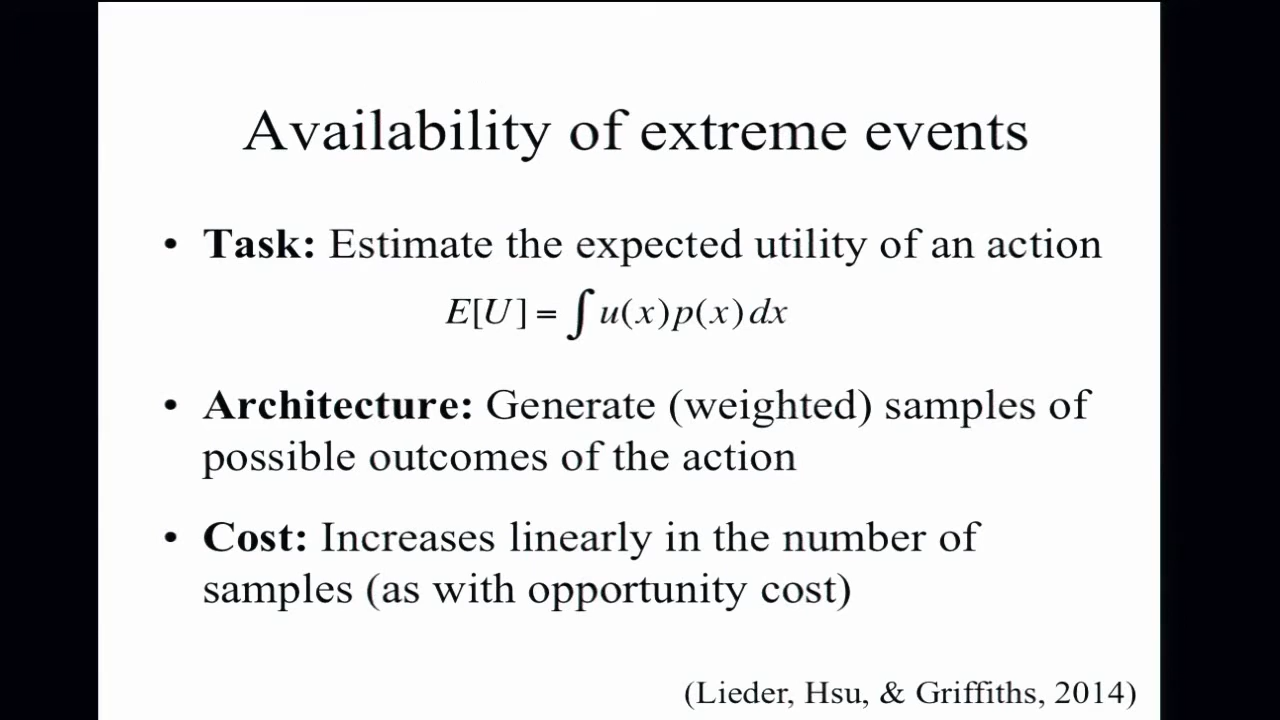 Availability of extreme events
• Task: Estimate the expected utility of an action
E[U] = ∫ u(x)p(x)dx
• Architecture: Generate (weighted) samples of
possible outcomes of the action
• Cost: Increases linearly in the number of
samples (as with opportunity cost)
(Lieder, Hsu, & Griffiths, 2014)